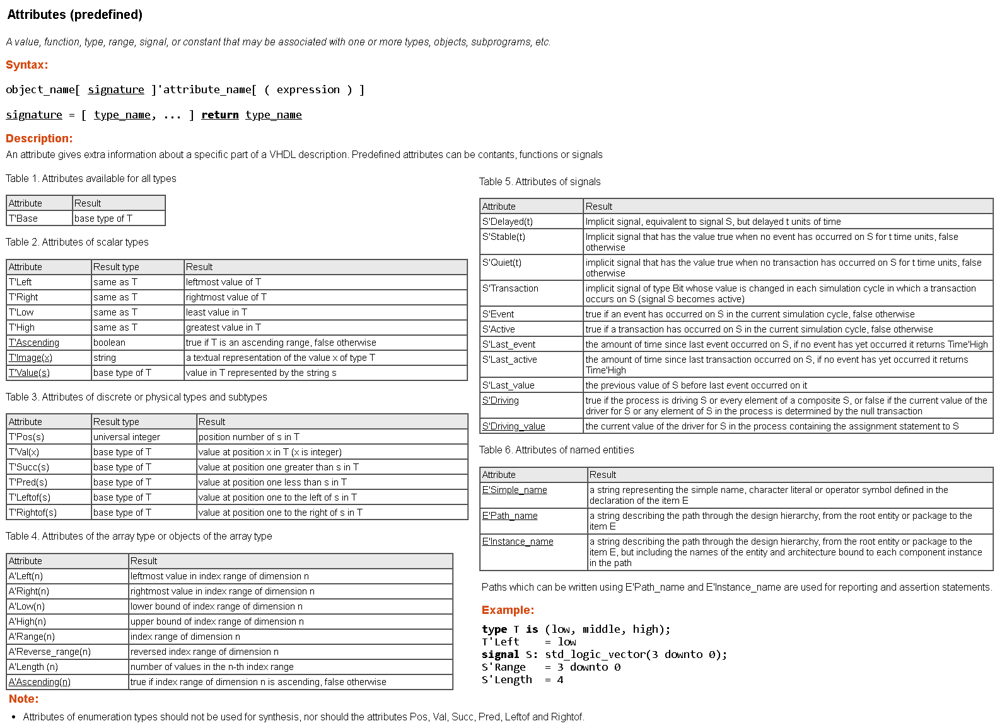 Attributes (predefined)
A value, function, type, range, signal, or constant that may be associated with one or more types, objects, subprograms, etc.
Syntax:
object_name[ signature ]'attribute_name[ ( expression ) ]
signature = [ type_name, ... ] return type_name
Description:
An attribute gives extra information about a specific part of a VHDL description. Predefined attributes can be contants, functions or signals
Table 1. Attributes available for all types
Attribute Result
T'Base base type of T
Table 2. Attributes of scalar types
Attribute Result type Result
T'Left same as T leftmost value of T
T'Right same as T rightmost value of T
T'Low same as T least value in T
T'High same as T greatest value in T
T'Ascending boolean true if T is an ascending range, false otherwise
T'Image(x) string a textual representation of the value x of type T
T'Value(s) base type of T value in T represented by the string s
Table 3. Attributes of discrete or physical types and subtypes
Attribute Result type Result
T'Pos(s) universal integer position number of s in T
T'Val(x) base type of T value at position x in T (x is integer)
T'Succ(s) base type of T value at position one greater than s in T
T'Pred(s) base type of T value at position one less than s in T
T'Leftof(s) base type of T value at position one to the left of s in T
T'Rightof(s) base type of T value at position one to the right of s in T
Table 4. Attributes of the array type or objects of the array type
Attribute Result
A'Left(n) leftmost value in index range of dimension n
A'Right(n) rightmost value in index range of dimension n
A'Low(n) lower bound of index range of dimension n
A'High(n) upper bound of index range of dimension n
A'Range(n) index range of dimension n
A'Reverse_range(n) reversed index range of dimension n
A'Length (n) number of values in the n-th index range
A'Ascending(n) true if index range of dimension n is ascending, false otherwise
Table 5. Attributes of signals
Attribute Result
S'Delayed(t) Implicit signal, equivalent to signal S, but delayed t units of time
S'Stable(t) Implicit signal that has the value true when no event has occurred on S for t time units, false
otherwise
S'Quiet(t) implicit signal that has the value true when no transaction has occurred on S for t time units, false
otherwise
S'Transaction implicit signal of type Bit whose value is changed in each simulation cycle in which a transaction
occurs on S (signal S becomes active)
S'Event true if an event has occurred on S in the current simulation cycle, false otherwise
S'Active true if a transaction has occurred on S in the current simulation cycle, false otherwise
S'Last_event the amount of time since last event occurred on S, if no event has yet occurred it returns Time'High
S'Last_active the amount of time since last transaction occurred on S, if no event has yet occurred it returns
Time'High
S'Last_value the previous value of S before last event occurred on it
S'Driving true if the process is driving S or every element of a composite S, or false if the current value of the
driver for S or any element of S in the process is determined by the null transaction
S'Driving_value the current value of the driver for S in the process containing the assignment statement to S
Table 6. Attributes of named entities
Attribute Result
E'Simple_name a string representing the simple name, character literal or operator symbol defined in the
declaration of the item E
E'Path_name a string describing the path through the design hierarchy, from the root entity or package to the
item E
E'Instance_name a string describing the path through the design hierarchy, from the root entity or package to the
item E, but including the names of the entity and architecture bound to each component instance
in the path
Paths which can be written using E'Path_name and E'Instance_name are used for reporting and assertion statements.
Example:
type T is (low, middle, high);
T'Left = low
signal S: std_logic_vector(3 downto 0);
S'Range = 3 downto 0
S'Length = 4
Note:
• Attributes of enumeration types should not be used for synthesis, nor should the attributes Pos, Val, Succ, Pred, Leftof and Rightof.